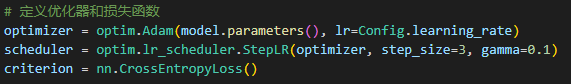 # 定义优化器和损失函数
optimizer = optim.Adam(model.parameters(), lr=Config.learning_rate)
scheduler = optim.lr_scheduler.StepLR(optimizer, step_size=3, gamma=0.1)
criterion = nn.CrossEntropyLoss()